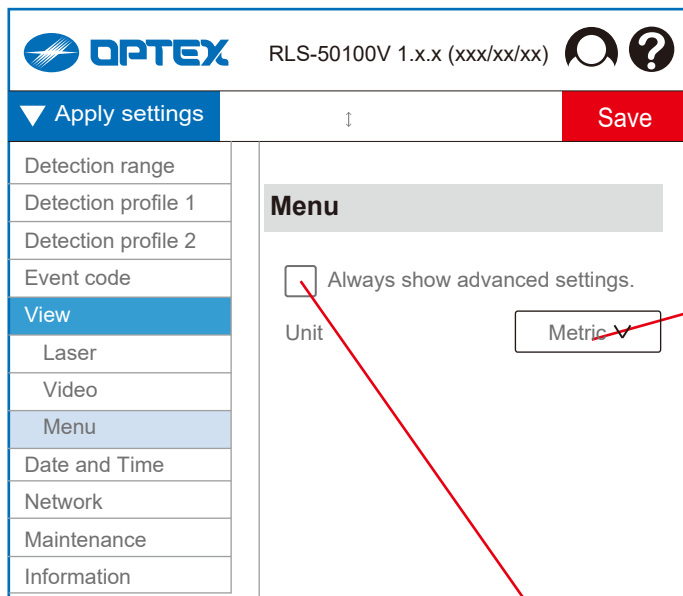 OPTEX RLS-50100V 1.x.x (xxx/xx/xx) ?
Apply settings Save
Detection range
Detection profile 1
Detection profile 2
Event code
View
Laser
Video
Menu
Date and Time
Network
Maintenance
Information
Menu
Always show advanced settings.
Unit Metric